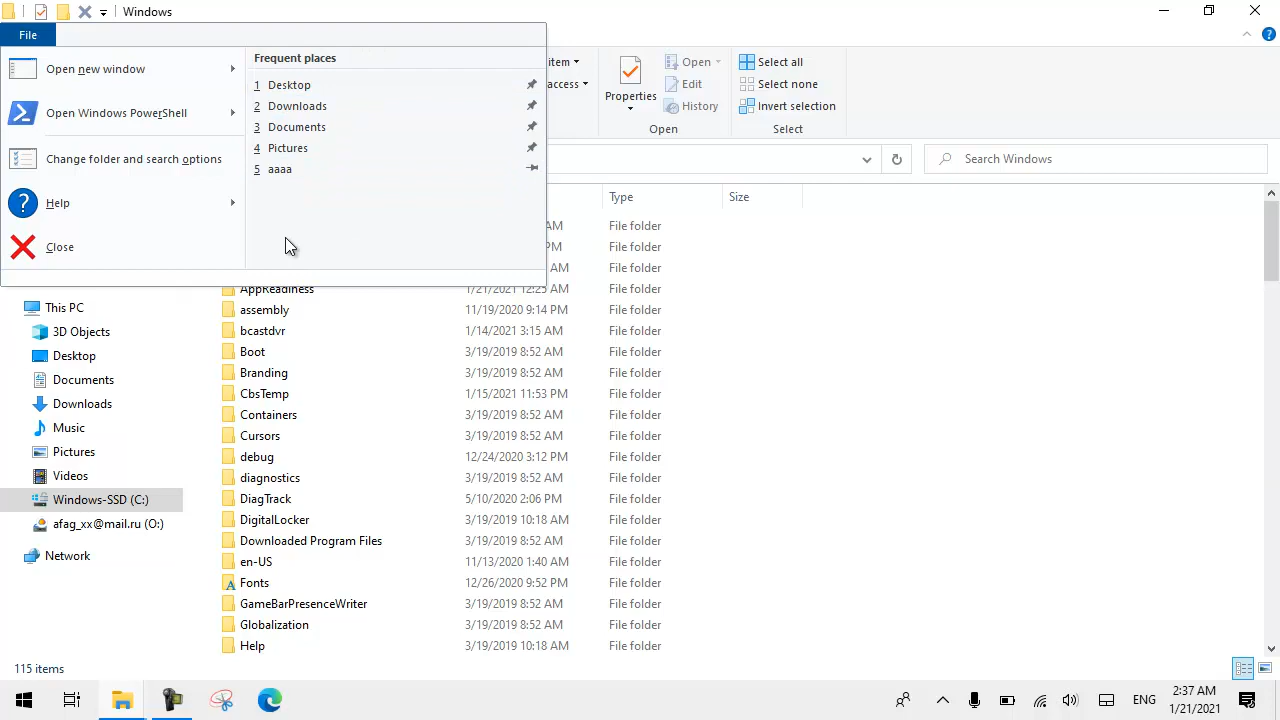 Windows
File
Open new window
Open Windows PowerShell
Change folder and search options
Help
Close
Frequent places
1 Desktop
2 Downloads
3 Documents
4 Pictures
5 aaaa
item
access
Properties
Open
Edit
History
Open
Select all
Select none
Invert selection
Select
Search Windows
Type Size
AM File folder
PM File folder
AM File folder
AppReadiness 1/21/2021 12:25 AM File folder
assembly 11/19/2020 9:14 PM File folder
bcastdvr 1/14/2021 3:15 AM File folder
Boot 3/19/2019 8:52 AM File folder
Branding 3/19/2019 8:52 AM File folder
CbsTemp 1/15/2021 11:53 PM File folder
Containers 3/19/2019 8:52 AM File folder
Cursors 3/19/2019 8:52 AM File folder
debug 12/24/2020 3:12 PM File folder
diagnostics 3/19/2019 8:52 AM File folder
DiagTrack 5/10/2020 2:06 PM File folder
DigitalLocker 3/19/2019 10:18 AM File folder
Downloaded Program Files 3/19/2019 8:52 AM File folder
en-US 11/13/2020 1:40 AM File folder
Fonts 12/26/2020 9:52 PM File folder
GameBarPresenceWriter 3/19/2019 8:52 AM File folder
Globalization 3/19/2019 8:52 AM File folder
Help 3/19/2019 10:18 AM File folder
This PC
3D Objects
Desktop
Documents
Downloads
Music
Pictures
Videos
Windows-SSD (C:)
afag_xx@mail.ru (O:)
Network
115 items
ENG
2:37 AM
1/21/2021